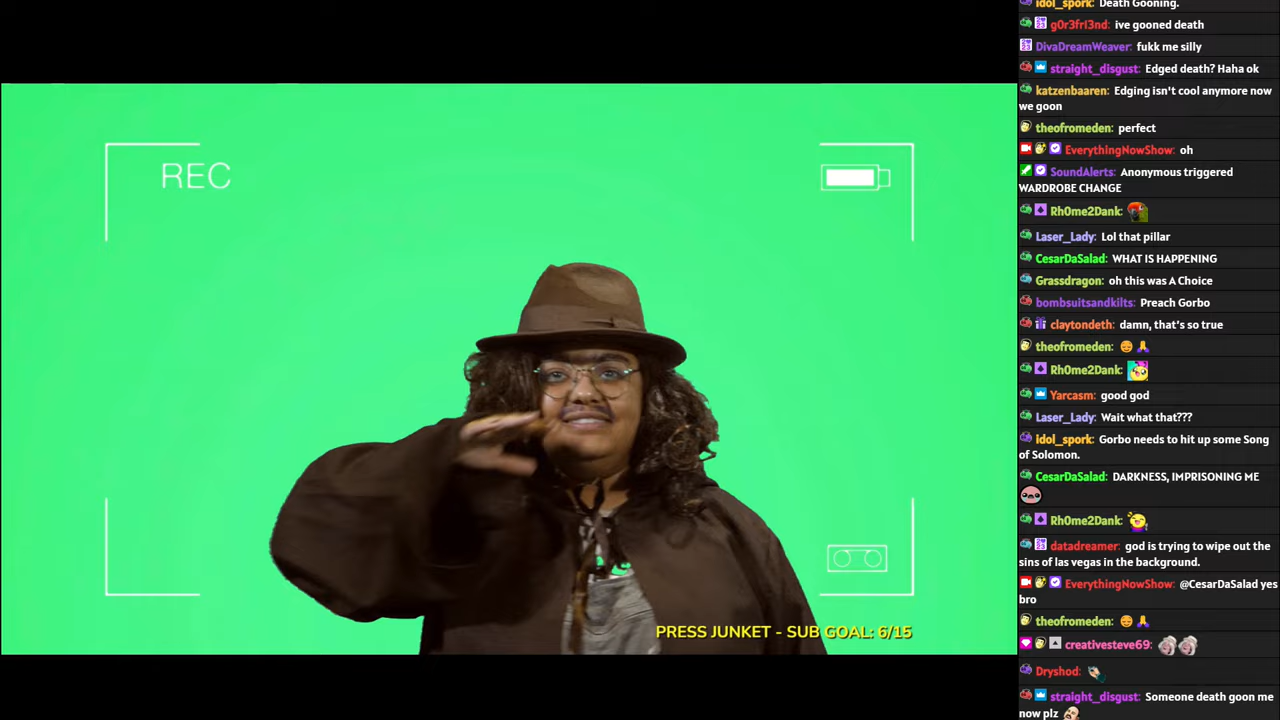 REC
PRESS JUNKET - SUB GOAL: 6/15
idol_spork: Death Gooning.
g0r3frI3nd: ive gooned death
DivaDreamWeaver: fukk me silly
straight_disgust: Edged death? Haha ok
katzenbaaren: Edging isn't cool anymore now
we goon
theofromeden: perfect
EverythingNowShow: oh
SoundAlerts: Anonymous triggered
WARDROBE CHANGE
Rh0me2Dank:
Laser_Lady: Lol that pillar
CesarDaSalad: WHAT IS HAPPENING
Grassdragon: oh this was A Choice
bombsuitsandkilts: Preach Gorbo
claytondeth: damn, that's so true
theofromeden: 😌 🙏
Rh0me2Dank:
Yarcasm: good god
Laser_Lady: Wait what that???
idol_spork: Gorbo needs to hit up some Song
of Solomon.
CesarDaSalad: DARKNESS, IMPRISONING ME
Rh0me2Dank:
datadreamer: god is trying to wipe out the
sins of las vegas in the background.
EverythingNowShow: @CesarDaSalad yes
bro
theofromeden: 😌 🙏
creativesteve69:
Dryshod:
straight_disgust: Someone death goon me
now plz